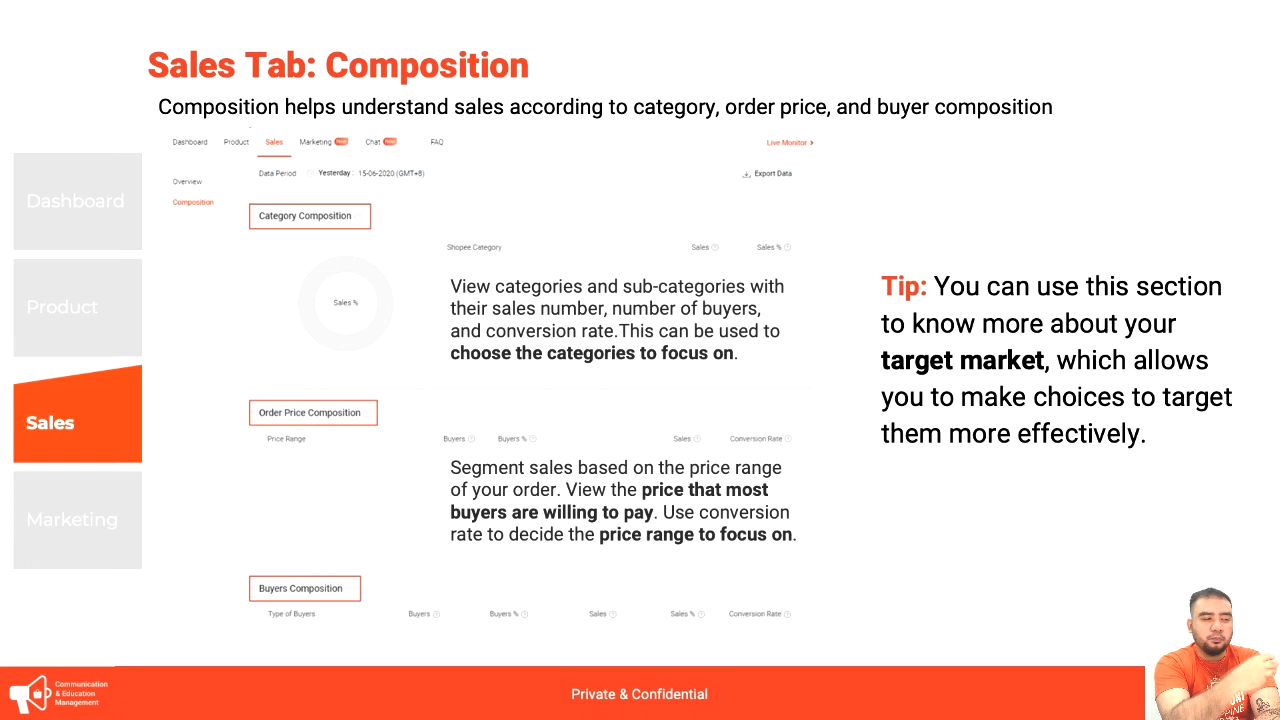 Sales Tab: Composition
Composition helps understand sales according to category, order price, and buyer composition
Dashboard Product Sales Marketing New Chat New FAQ Live Monitor
Data Period Yesterday : 15-06-2020 (GMT+8) Export Data
Overview
Composition
Dashboard
Product
Sales
Marketing
Category Composition
Shopee Category Sales Sales %
Sales %
View categories and sub-categories with
their sales number, number of buyers,
and conversion rate.This can be used to
choose the categories to focus on.
Order Price Composition
Price Range Buyers Buyers % Sales Conversion Rate
Segment sales based on the price range
of your order. View the price that most
buyers are willing to pay. Use conversion
rate to decide the price range to focus on.
Buyers Composition
Type of Buyers Buyers Buyers % Sales Sales % Conversion Rate
Tip: You can use this section
to know more about your
target market, which allows
you to make choices to target
them more effectively.
Communication
& Education
Management
Private & Confidential